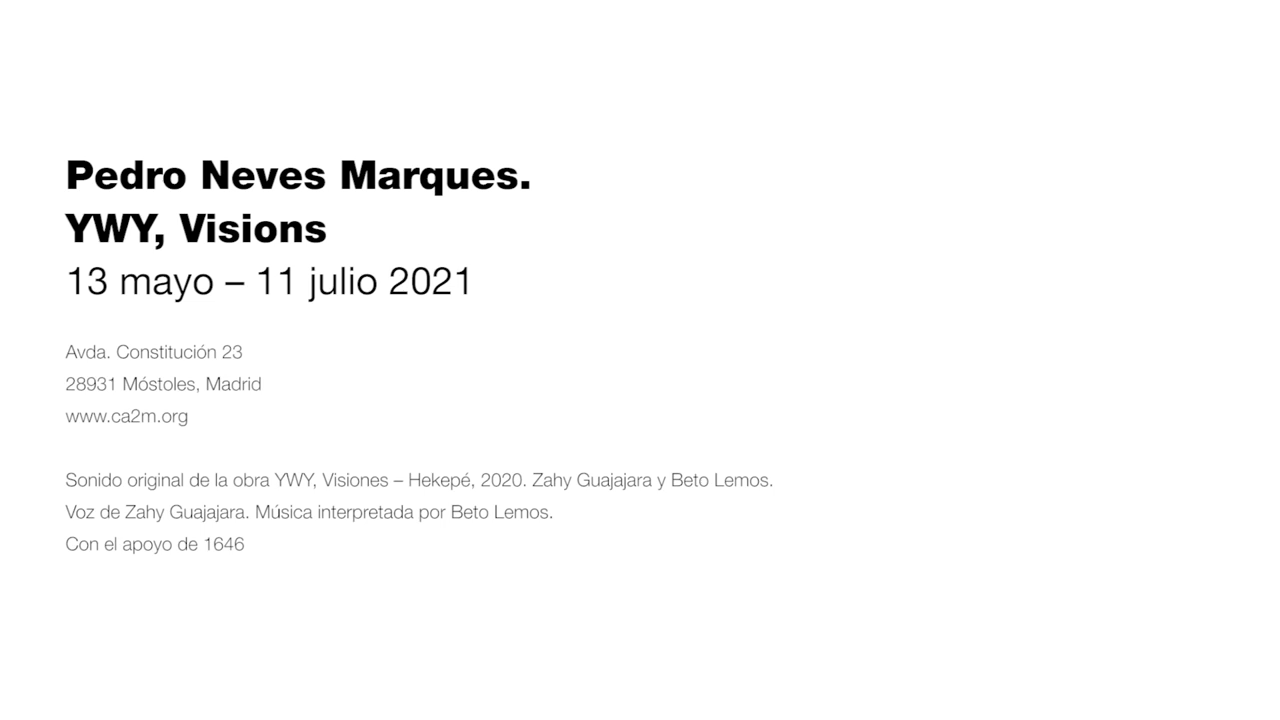 Pedro Neves Marques.
YWY, Visions
13 mayo – 11 julio 2021
Avda. Constitución 23
28931 Móstoles, Madrid
www.ca2m.org
Sonido original de la obra YWY, Visiones – Hekepé, 2020. Zahy Guajajara y Beto Lemos.
Voz de Zahy Guajajara. Música interpretada por Beto Lemos.
Con el apoyo de 1646